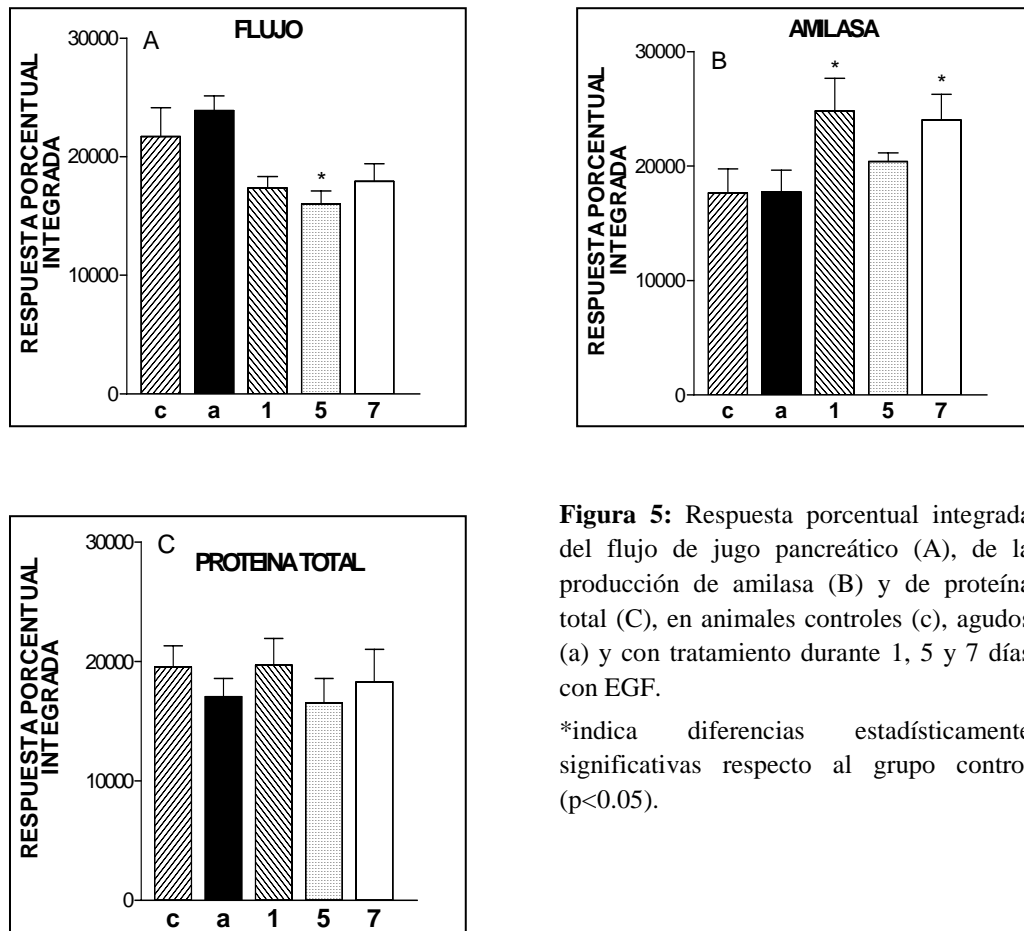 FLUJO
A
30000
20000
10000
0
RESPUESTA PORCENTUAL
INTEGRADA
*
c a 1 5 7
AMILASA
B
30000
20000
10000
0
RESPUESTA PORCENTUAL
INTEGRADA
* *
c a 1 5 7
C
PROTEINA TOTAL
30000
20000
10000
0
RESPUESTA PORCENTUAL
INTEGRADA
c a 1 5 7
Figura 5: Respuesta porcentual integrada
del flujo de jugo pancreático (A), de la
producción de amilasa (B) y de proteína
total (C), en animales controles (c), agudos
(a) y con tratamiento durante 1, 5 y 7 días
con EGF.
*indica diferencias estadísticamente
significativas respecto al grupo contro
(p<0.05).